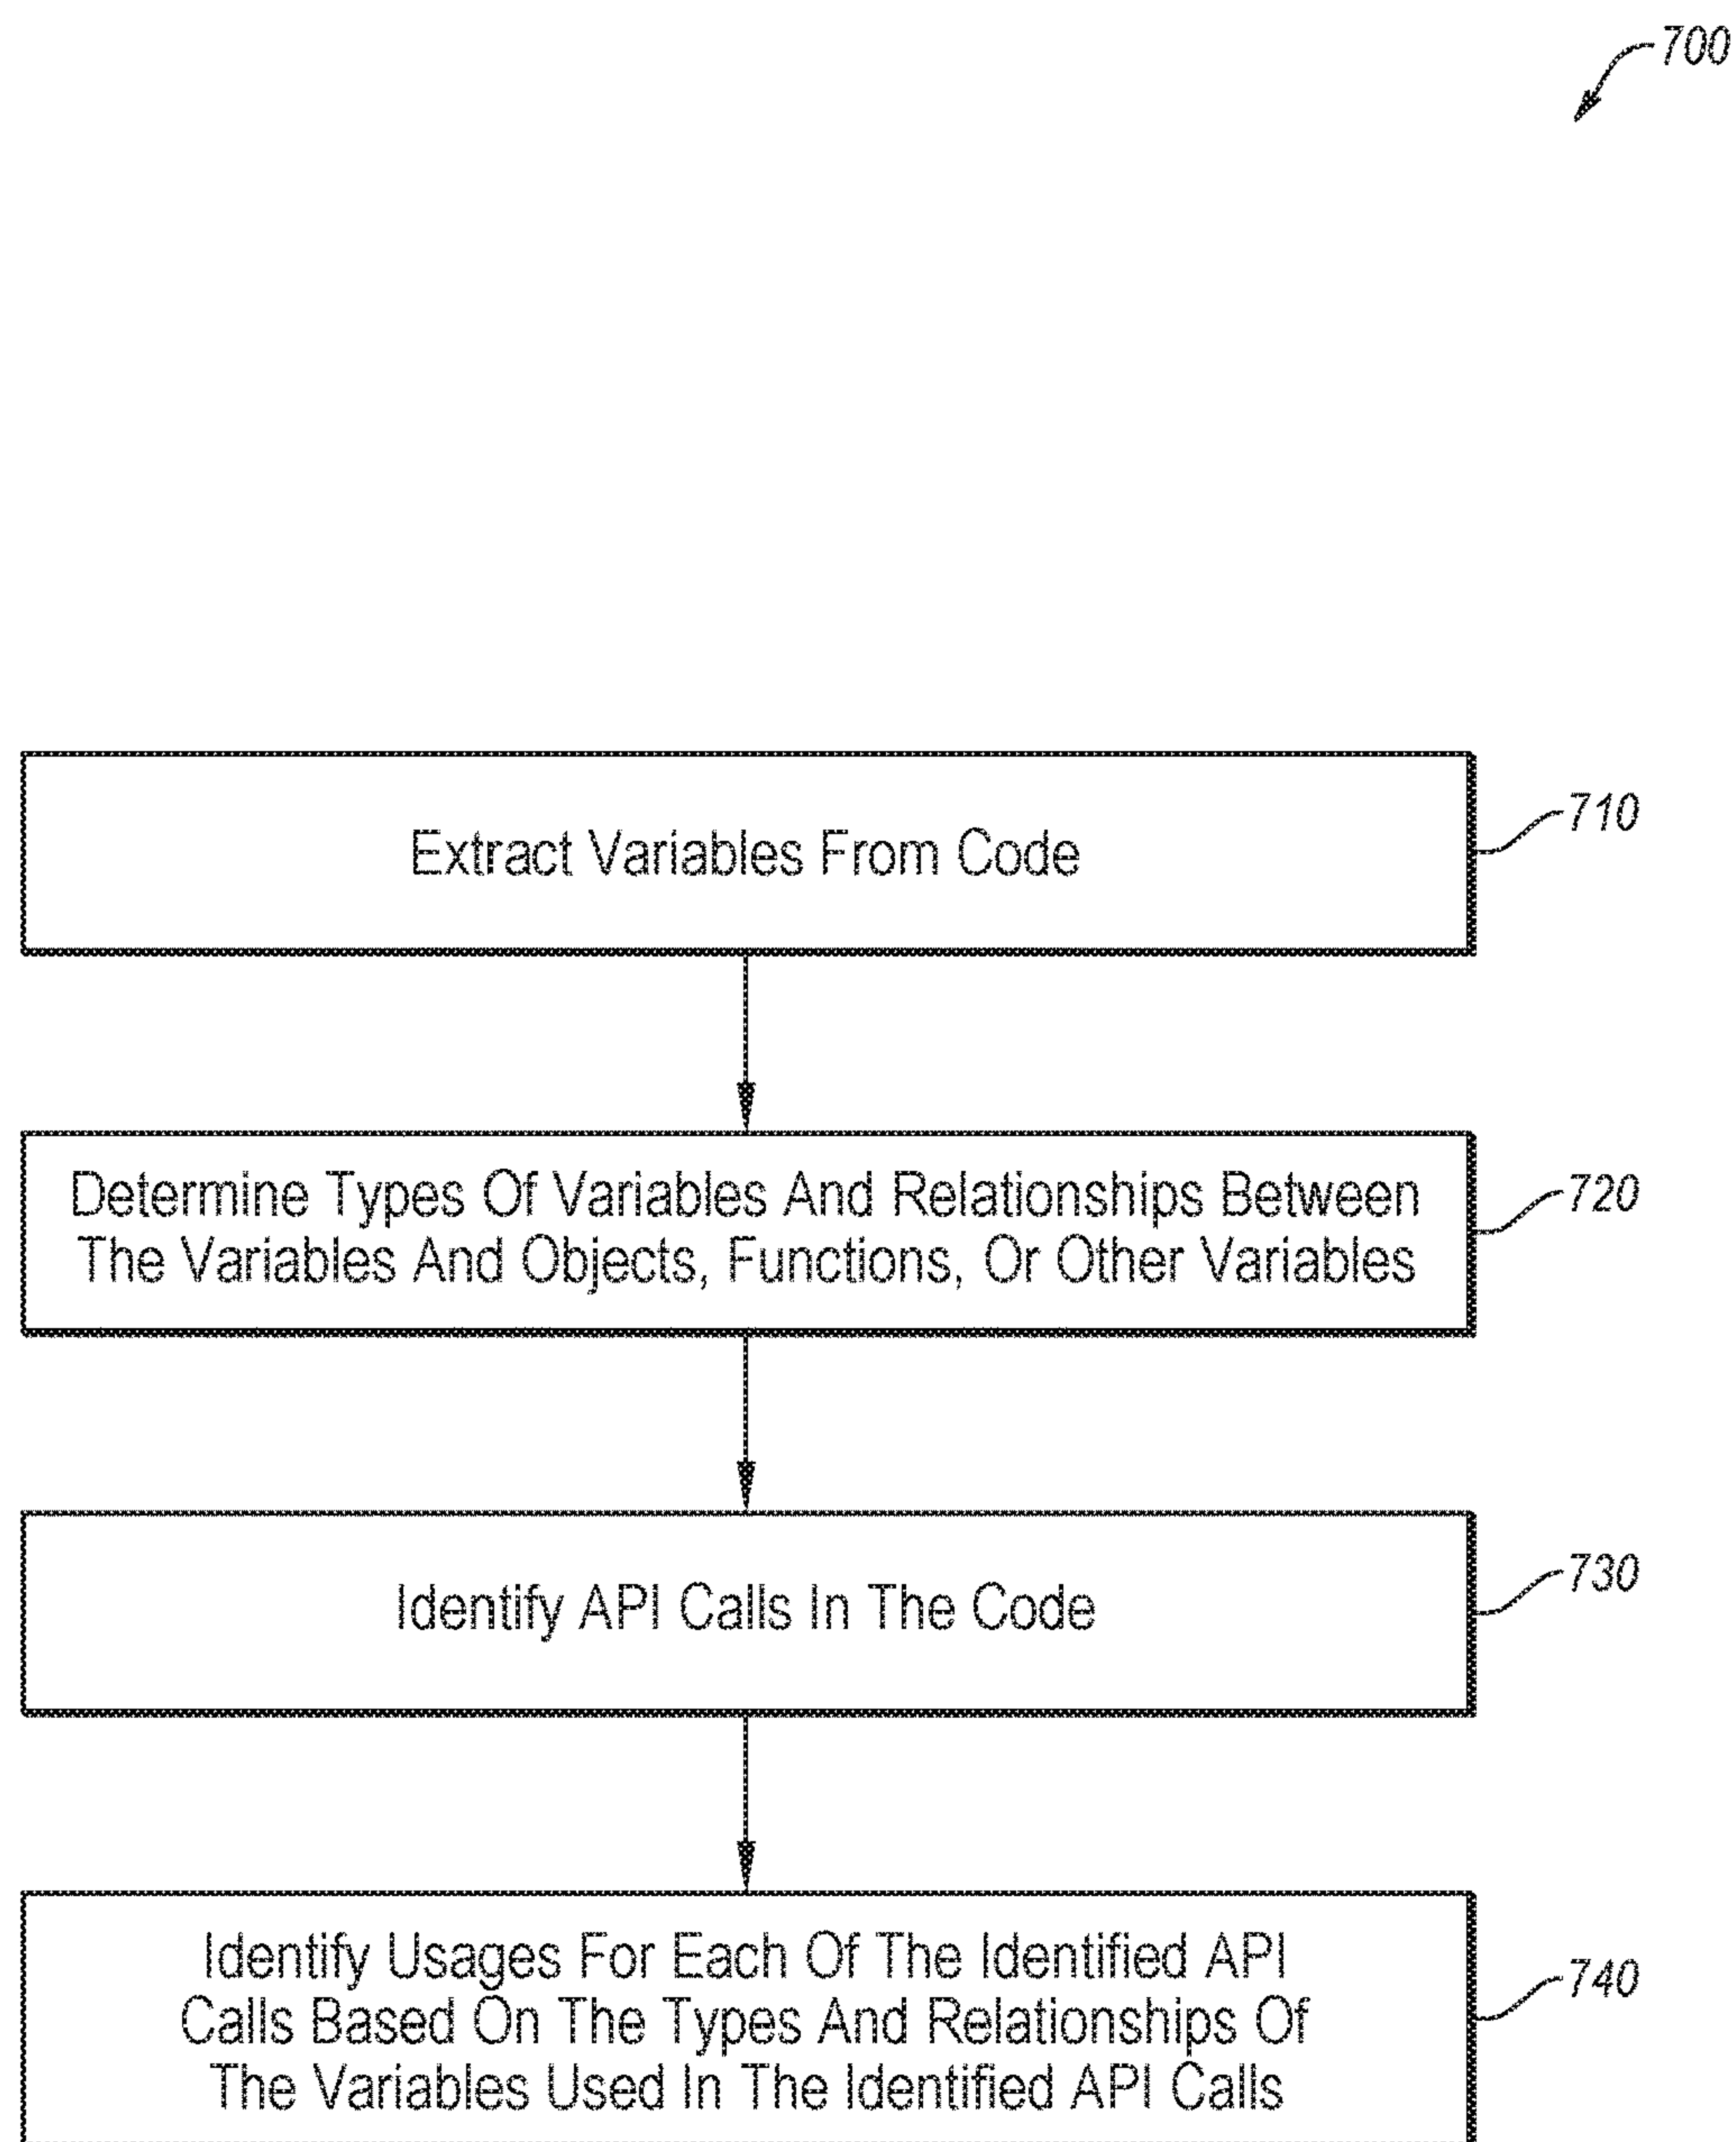 700
Extract Variables From Code
710
Determine Types Of Variables And Relationships Between
The Variables And Objects, Functions, Or Other Variables
720
Identify API Calls In The Code
730
Identify Usages For Each Of The Identified API
Calls Based On The Types And Relationships Of
The Variables Used In The Identified API Calls
740